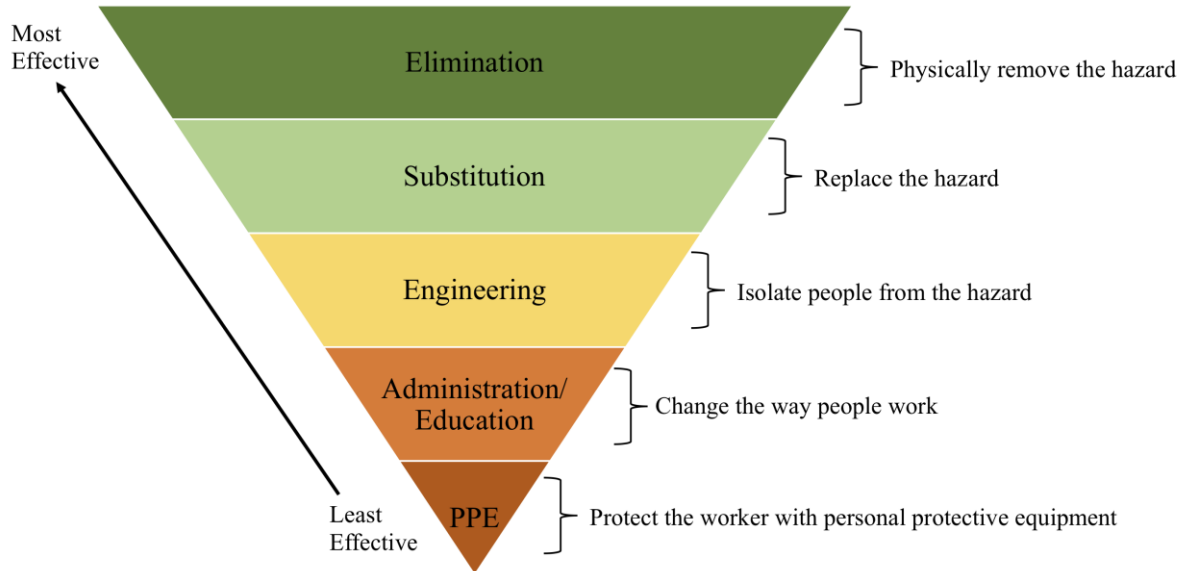 Most
Effective
Elimination
Physically remove the hazard
Substitution
Replace the hazard
Engineering
Isolate people from the hazard
Administration/
Education
Change the way people work
Least
Effective
PPE
Protect the worker with personal protective equipment